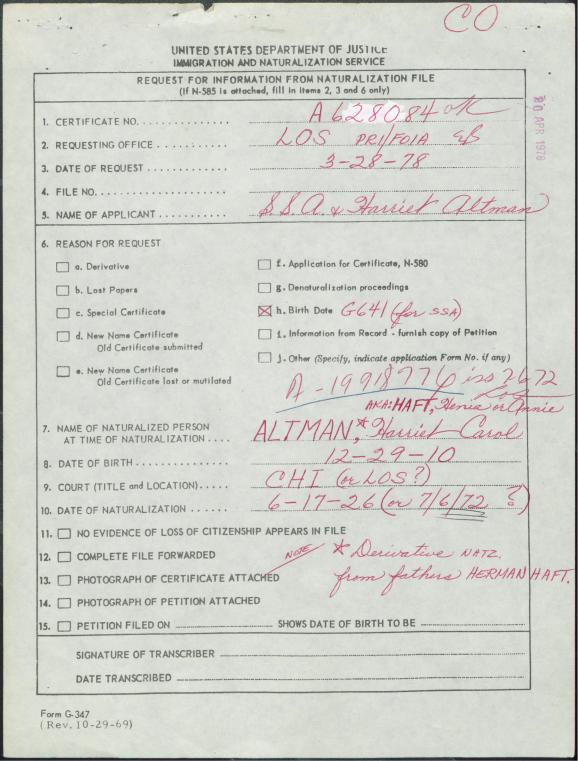 CO
UNITED STATES DEPARTMENT OF JUSTICE
IMMIGRATION AND NATURALIZATION SERVICE
REQUEST FOR INFORMATION FROM NATURALIZATION FILE
(If N-585 is attached, fill in Items 2, 3 and 6 only)
20 APR 1978
1. CERTIFICATE NO. A 628084 ok
2. REQUESTING OFFICE LOS PRI/FOIA
3. DATE OF REQUEST 3-28-78
4. FILE NO.
5. NAME OF APPLICANT S.S.A. & Harriet Altman
6. REASON FOR REQUEST
a. Derivative
b. Lost Papers
c. Special Certificate
d. New Name Certificate
Old Certificate submitted
e. New Name Certificate
Old Certificate lost or mutilated
f. Application for Certificate, N-580
g. Denaturalization proceedings
h. Birth Date G641 (for SSA)
i. Information from Record - furnish copy of Petition
j. Other (Specify, indicate application Form No. if any)
A-19918776 iss 7-6-72
Los
AKA: HAFT, Henie or Annie
7. NAME OF NATURALIZED PERSON
AT TIME OF NATURALIZATION .... ALTMAN,* Harriet Carol
8. DATE OF BIRTH 12-29-10
9. COURT (TITLE and LOCATION) CHI (or LOS?)
10. DATE OF NATURALIZATION 6-17-26 (or 7/6/72 ?)
11. NO EVIDENCE OF LOSS OF CITIZENSHIP APPEARS IN FILE
12. COMPLETE FILE FORWARDED
NOTE * Derivative NATZ.
13. PHOTOGRAPH OF CERTIFICATE ATTACHED
from fathers HERMAN HAFT.
14. PHOTOGRAPH OF PETITION ATTACHED
15. PETITION FILED ON SHOWS DATE OF BIRTH TO BE
SIGNATURE OF TRANSCRIBER
DATE TRANSCRIBED
Form G-347
(Rev. 10-29-69)